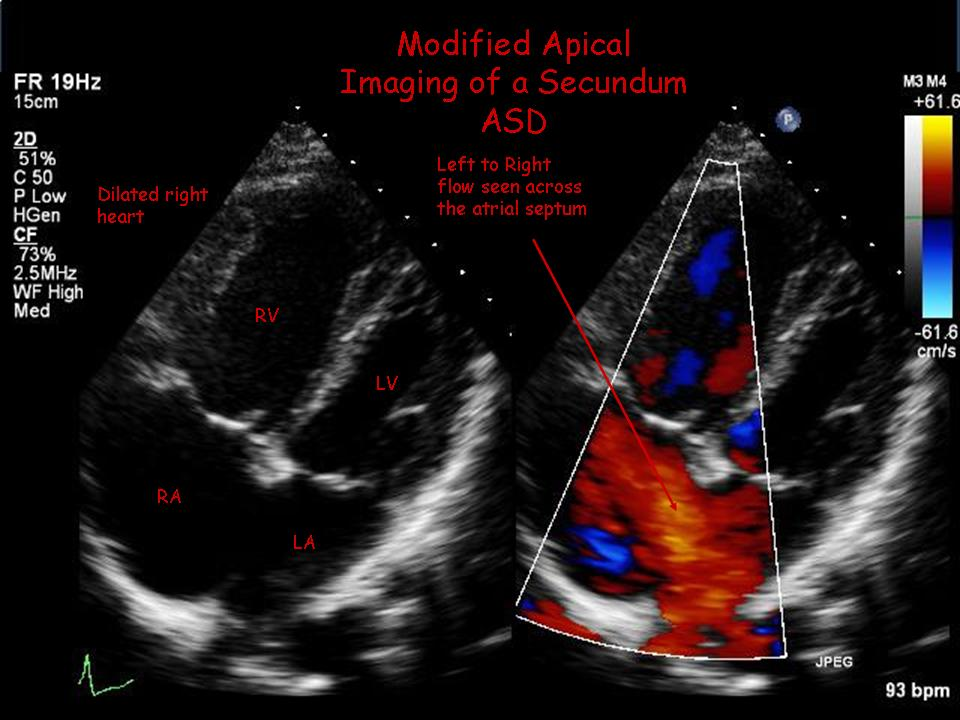 Modified Apical
Imaging of a Secundum
ASD
FR 19Hz
15cm
2D
51%
C 50
P Low
HGen
CF
73%
2.5MHz
WF High
Med
Dilated right
heart
Left to Right
flow seen across
the atrial septum
M3 M4
+61.6
-61.6
cm/s
P
RV
LV
RA
LA
JPEG
93 bpm